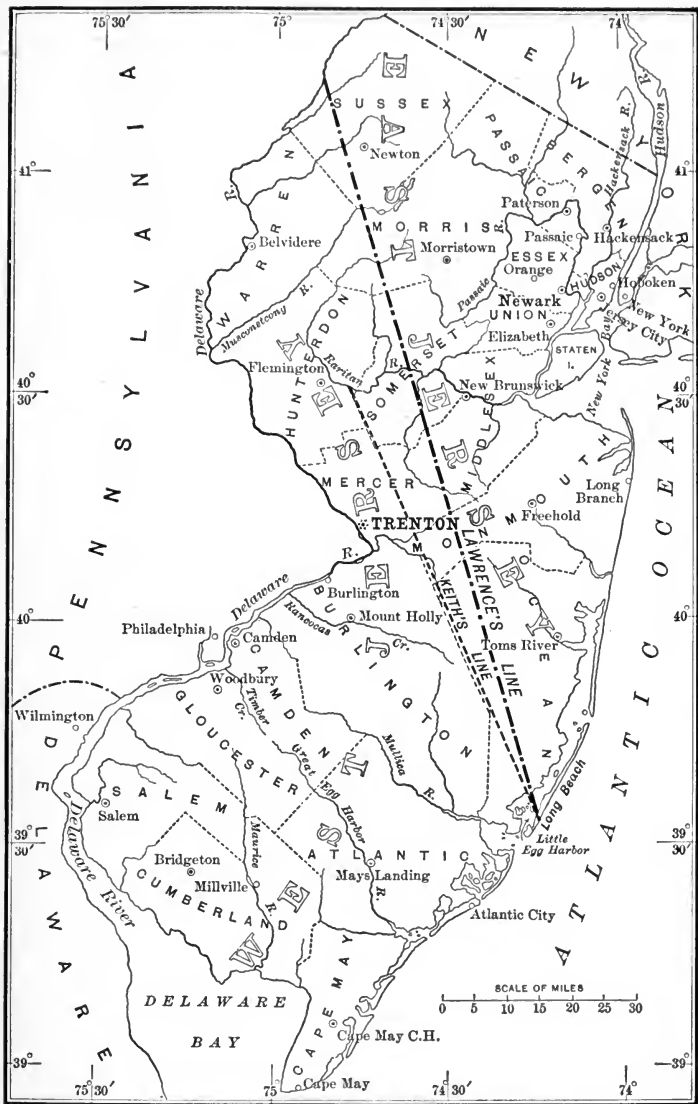 75°30'
75°
74°30'
74°
NEW YORK
PENNSYLVANIA
SUSSEX
Newton
PASSAIC
BERGEN
Hackensack R.
Hudson R.
41°
41°
WARREN
R.
Paterson
Belvidere
MORRIS
R.
Passaic
Hackensack
Morristown
ESSEX
Orange
HUDSON
Delaware
Passaic
Hoboken
Musconetcong R.
Newark
New York
UNION
Jersey City
HUNTERDON
Elizabeth
Raritan
R.
SOMERSET
STATEN I.
New York Bay
Flemington
40°30'
New Brunswick
40°30'
MIDDLESEX
EAST JERSEY
WEST JERSEY
MERCER
MONMOUTH
Long Branch
Freehold
TRENTON
R.
LAWRENCE'S LINE
KEITH'S LINE
OCEAN
40°
Delaware
Burlington
40°
BURLINGTON
Rancocas Cr.
Mount Holly
Philadelphia
Camden
Toms River
Woodbury
CAMDEN
Timber Cr.
Wilmington
GLOUCESTER
Great Egg Harbor R.
Mullica R.
ATLANTIC OCEAN
DELAWARE
SALEM
Salem
Long Beach
Little Egg Harbor
39°30'
39°30'
Delaware River
Maurice R.
ATLANTIC
Bridgeton
Mays Landing
Millville
CUMBERLAND
Atlantic City
DELAWARE BAY
CAPE MAY
SCALE OF MILES
0 5 10 15 20 25 30
Cape May C.H.
39°
39°
Cape May
75°30'
75°
74°30'
74°